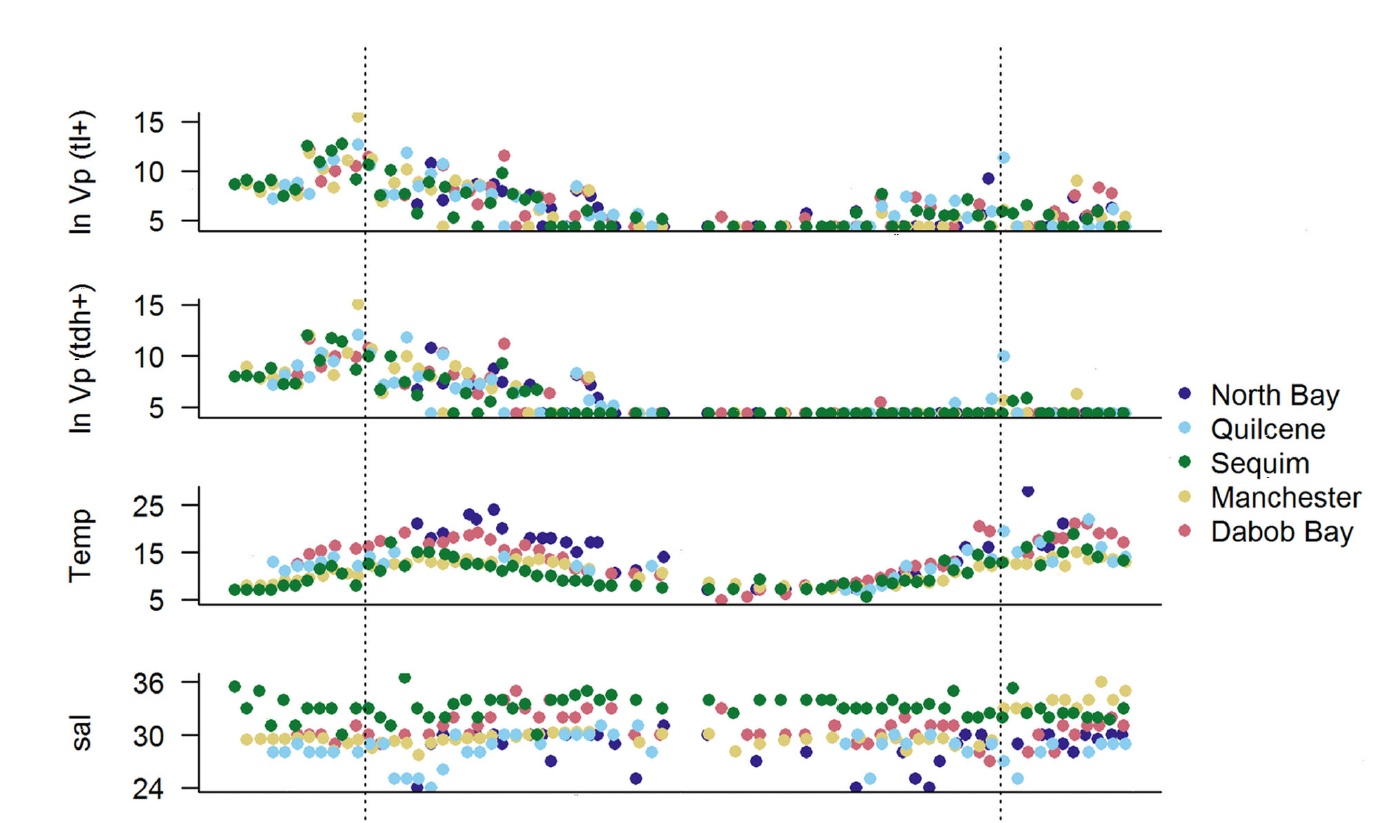 ln Vp (tl+)
15
10
5
ln Vp (tdh+)
15
10
5
Temp
25
15
5
sal
36
30
24
North Bay
Quilcene
Sequim
Manchester
Dabob Bay